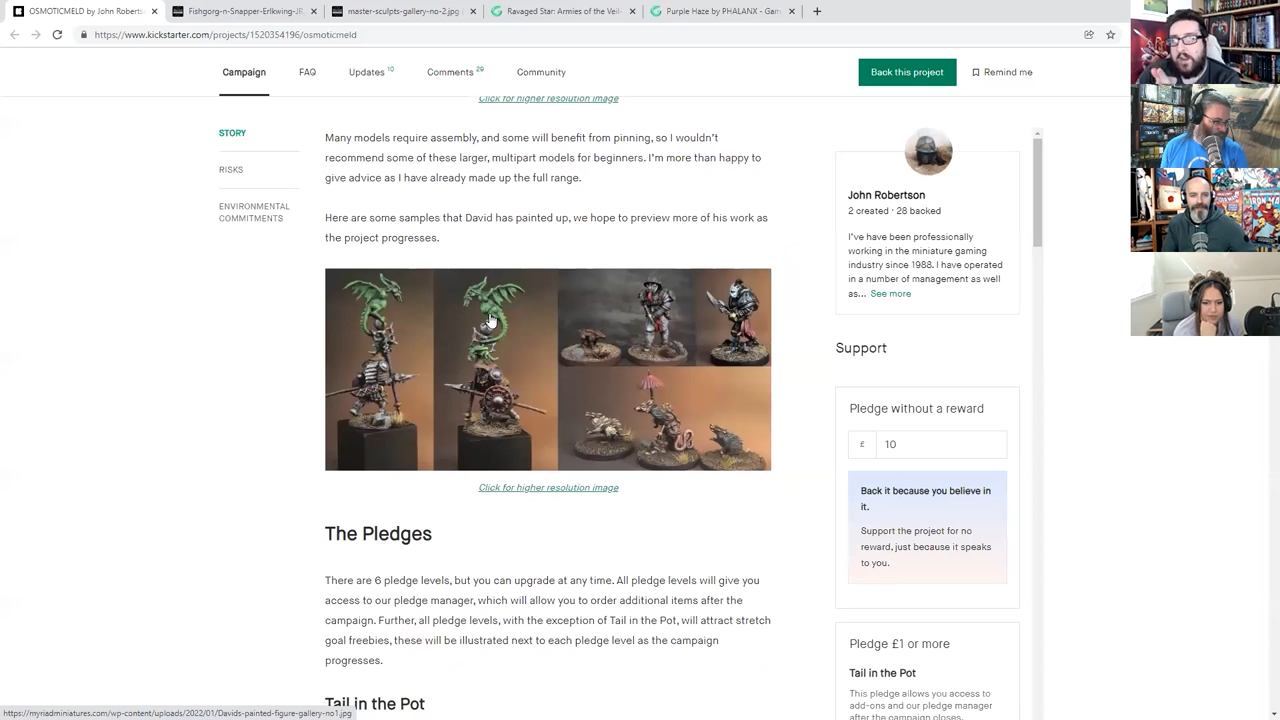 OSMOTICMELD by John Roberts
Fishgorg-n-Snapper-Erlkwing-JR
master-sculpts-gallery-no-2.jpg
Ravaged Star: Armies of the Veil-
Purple Haze by PHALANX - Gam
https://www.kickstarter.com/projects/1520354196/osmoticmeld
Campaign
FAQ
Updates 10
Comments 29
Community
Back this project
Remind me
STORY
RISKS
ENVIRONMENTAL
COMMITMENTS
Click for higher resolution image
Many models require assembly, and some will benefit from pinning, so I wouldn't
recommend some of these larger, multipart models for beginners. I'm more than happy to
give advice as I have already made up the full range.
Here are some samples that David has painted up, we hope to preview more of his work as
the project progresses.
Click for higher resolution image
The Pledges
There are 6 pledge levels, but you can upgrade at any time. All pledge levels will give you
access to our pledge manager, which will allow you to order additional items after the
campaign. Further, all pledge levels, with the exception of Tail in the Pot, will attract stretch
goal freebies, these will be illustrated next to each pledge level as the campaign
progresses.
Tail in the Pot
John Robertson
2 created · 28 backed
I've have been professionally
working in the miniature gaming
industry since 1988. I have operated
in a number of management as well
as... See more
Support
Pledge without a reward
£ 10
Back it because you believe in
it.
Support the project for no
reward, just because it speaks
to you.
Pledge £1 or more
Tail in the Pot
This pledge allows you access to
add-ons and our pledge manager
after the campaign closes.
https://myriadminiatures.com/wp-content/uploads/2022/01/Davids-painted-figure-gallery-no1.jpg